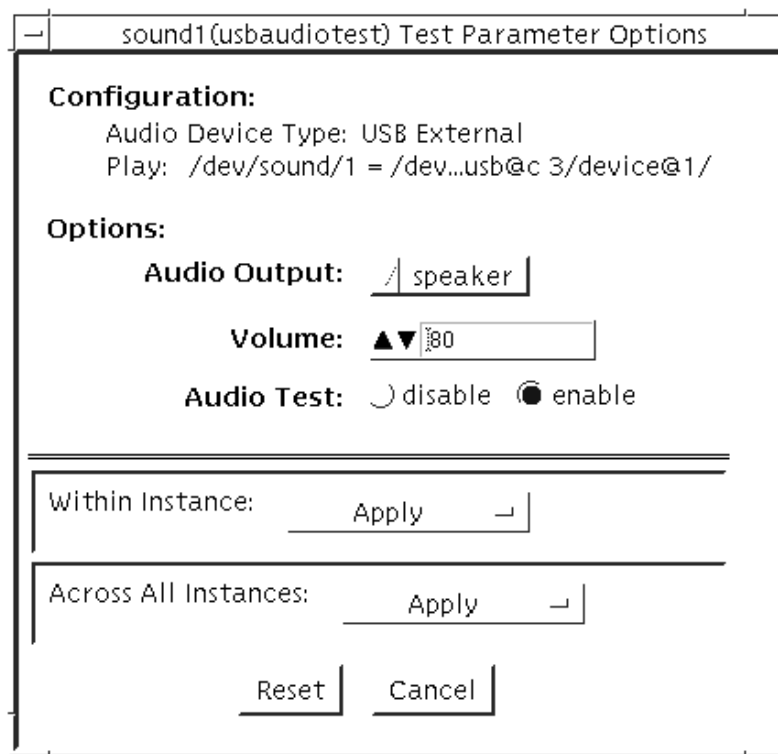 sound1(usbaudiotest) Test Parameter Options
Configuration:
Audio Device Type: USB External
Play: /dev/sound/1 = /dev...usb@c 3/device@1/
Options:
Audio Output: speaker
Volume: 80
Audio Test: disable enable
Within Instance: Apply
Across All Instances: Apply
Reset Cancel